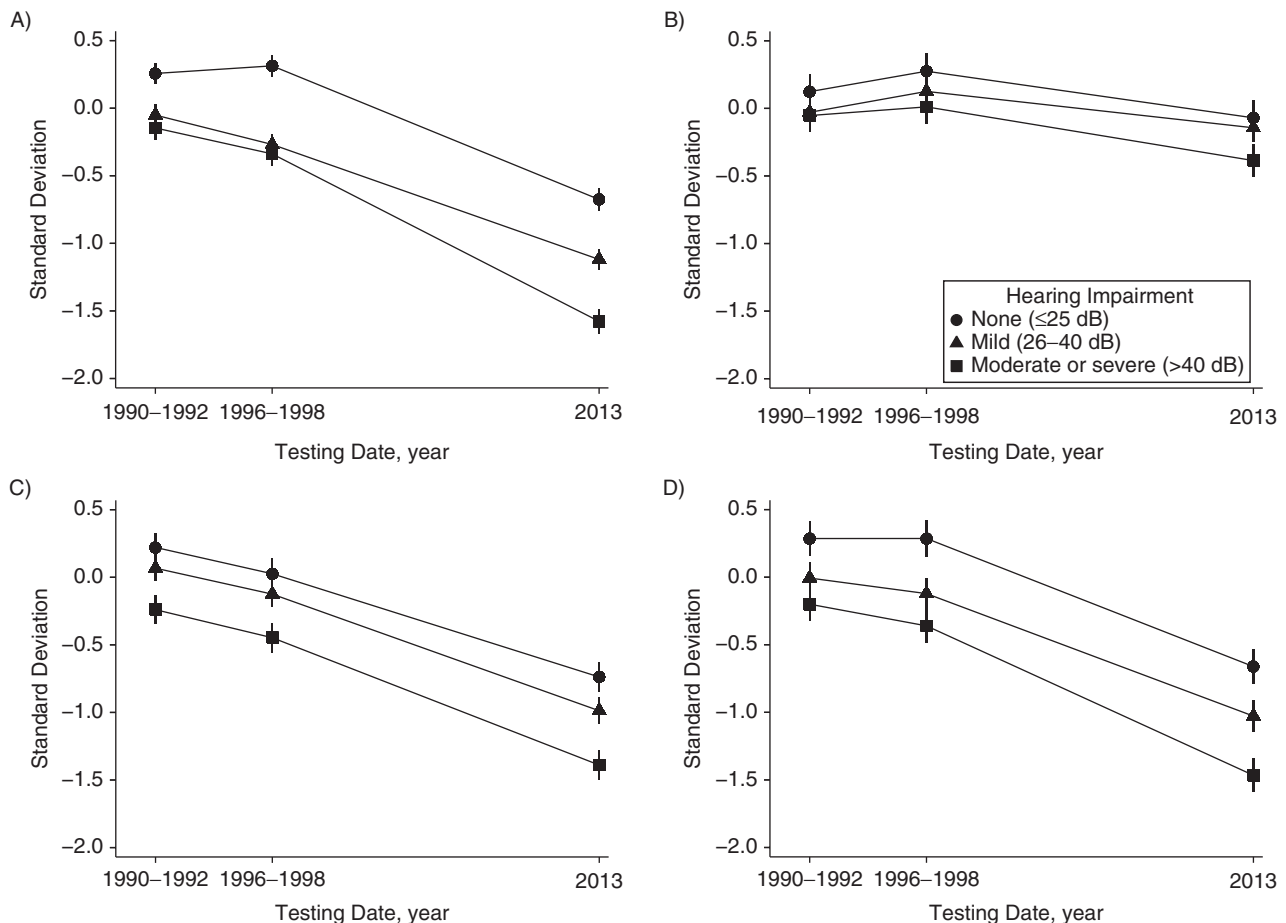 A)
0.5
0.0
−0.5
−1.0
−1.5
−2.0
Standard Deviation
1990–1992 1996–1998 2013
Testing Date, year
B)
0.5
0.0
−0.5
−1.0
−1.5
−2.0
Standard Deviation
Hearing Impairment
None (≤25 dB)
Mild (26–40 dB)
Moderate or severe (>40 dB)
1990–1992 1996–1998 2013
Testing Date, year
C)
0.5
0.0
−0.5
−1.0
−1.5
−2.0
Standard Deviation
1990–1992 1996–1998 2013
Testing Date, year
D)
0.5
0.0
−0.5
−1.0
−1.5
−2.0
Standard Deviation
1990–1992 1996–1998 2013
Testing Date, year